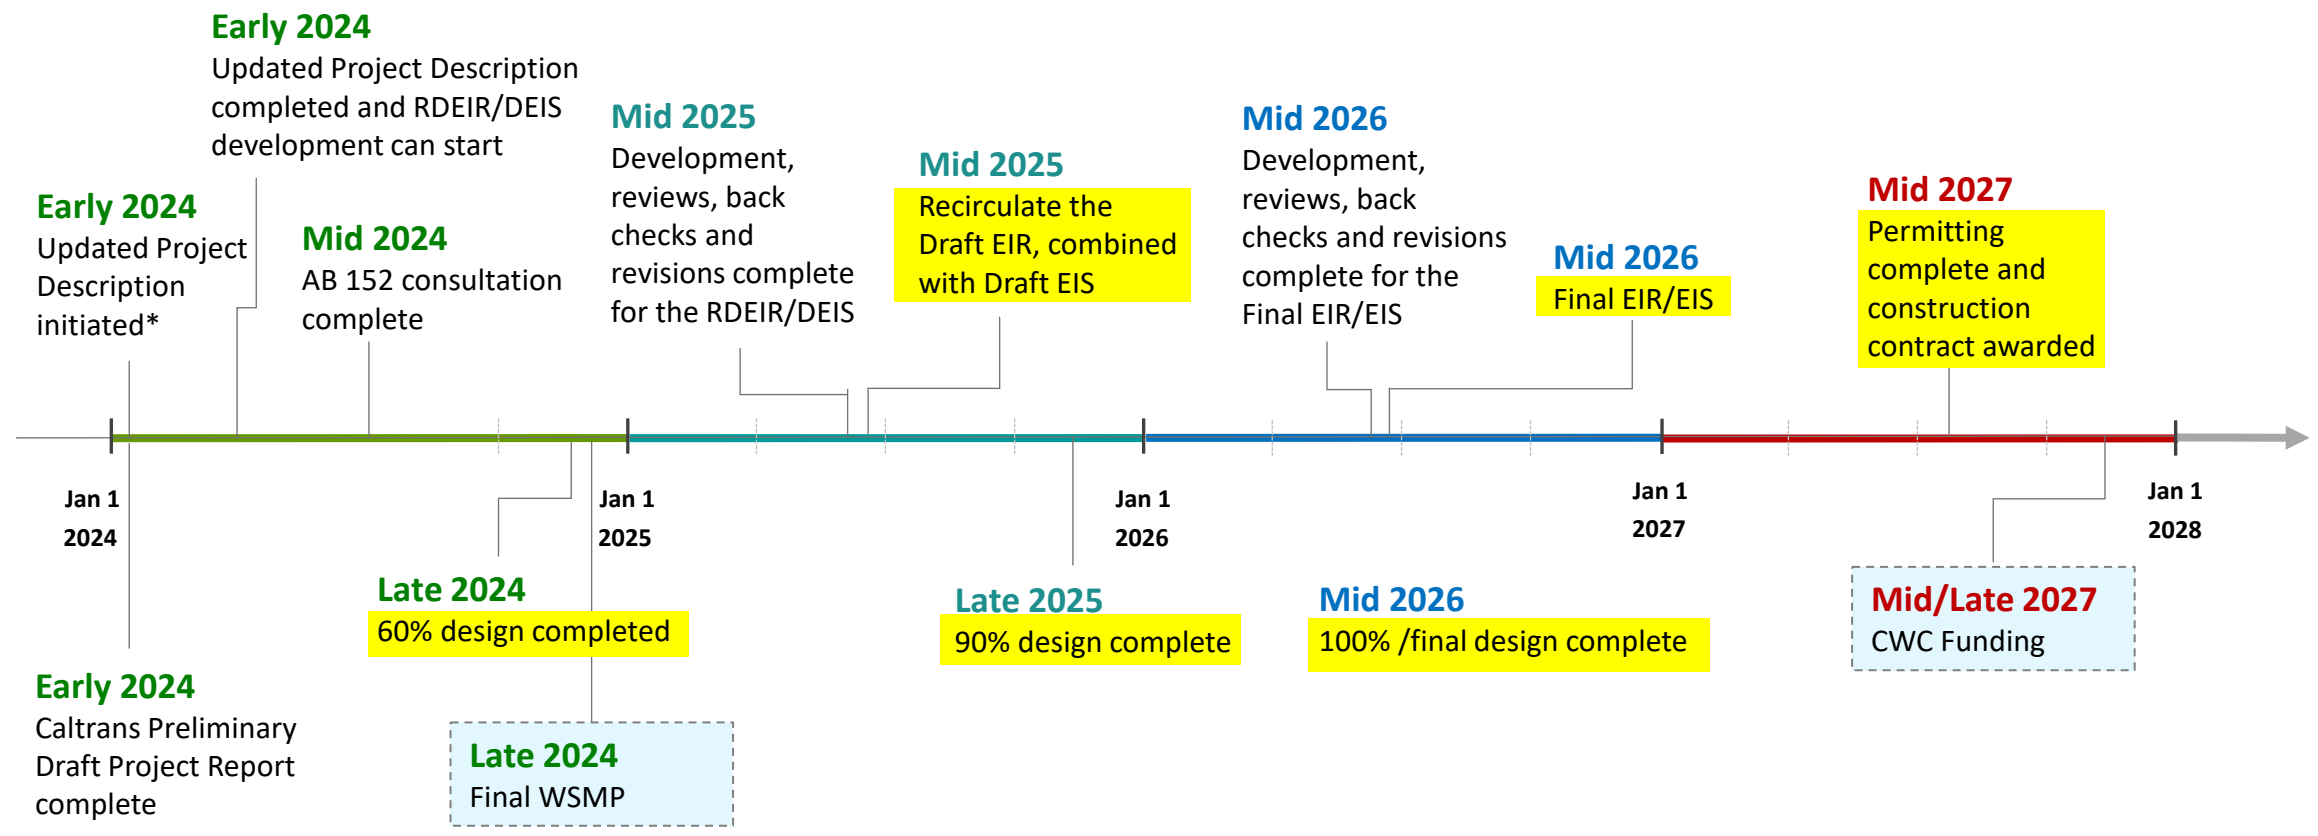 Early 2024
Updated Project Description
completed and RDEIR/DEIS
development can start
Early 2024
Updated Project
Description
initiated*
Mid 2024
AB 152 consultation
complete
Mid 2025
Development,
reviews, back
checks and
revisions complete
for the RDEIR/DEIS
Mid 2025
Recirculate the
Draft EIR, combined
with Draft EIS
Mid 2026
Development,
reviews, back
checks and revisions
complete for the
Final EIR/EIS
Mid 2026
Final EIR/EIS
Mid 2027
Permitting
complete and
construction
contract awarded
Jan 1
2024
Jan 1
2025
Jan 1
2026
Jan 1
2027
Jan 1
2028
Early 2024
Caltrans Preliminary
Draft Project Report
complete
Late 2024
60% design completed
Late 2024
Final WSMP
Late 2025
90% design complete
Mid 2026
100% /final design complete
Mid/Late 2027
CWC Funding